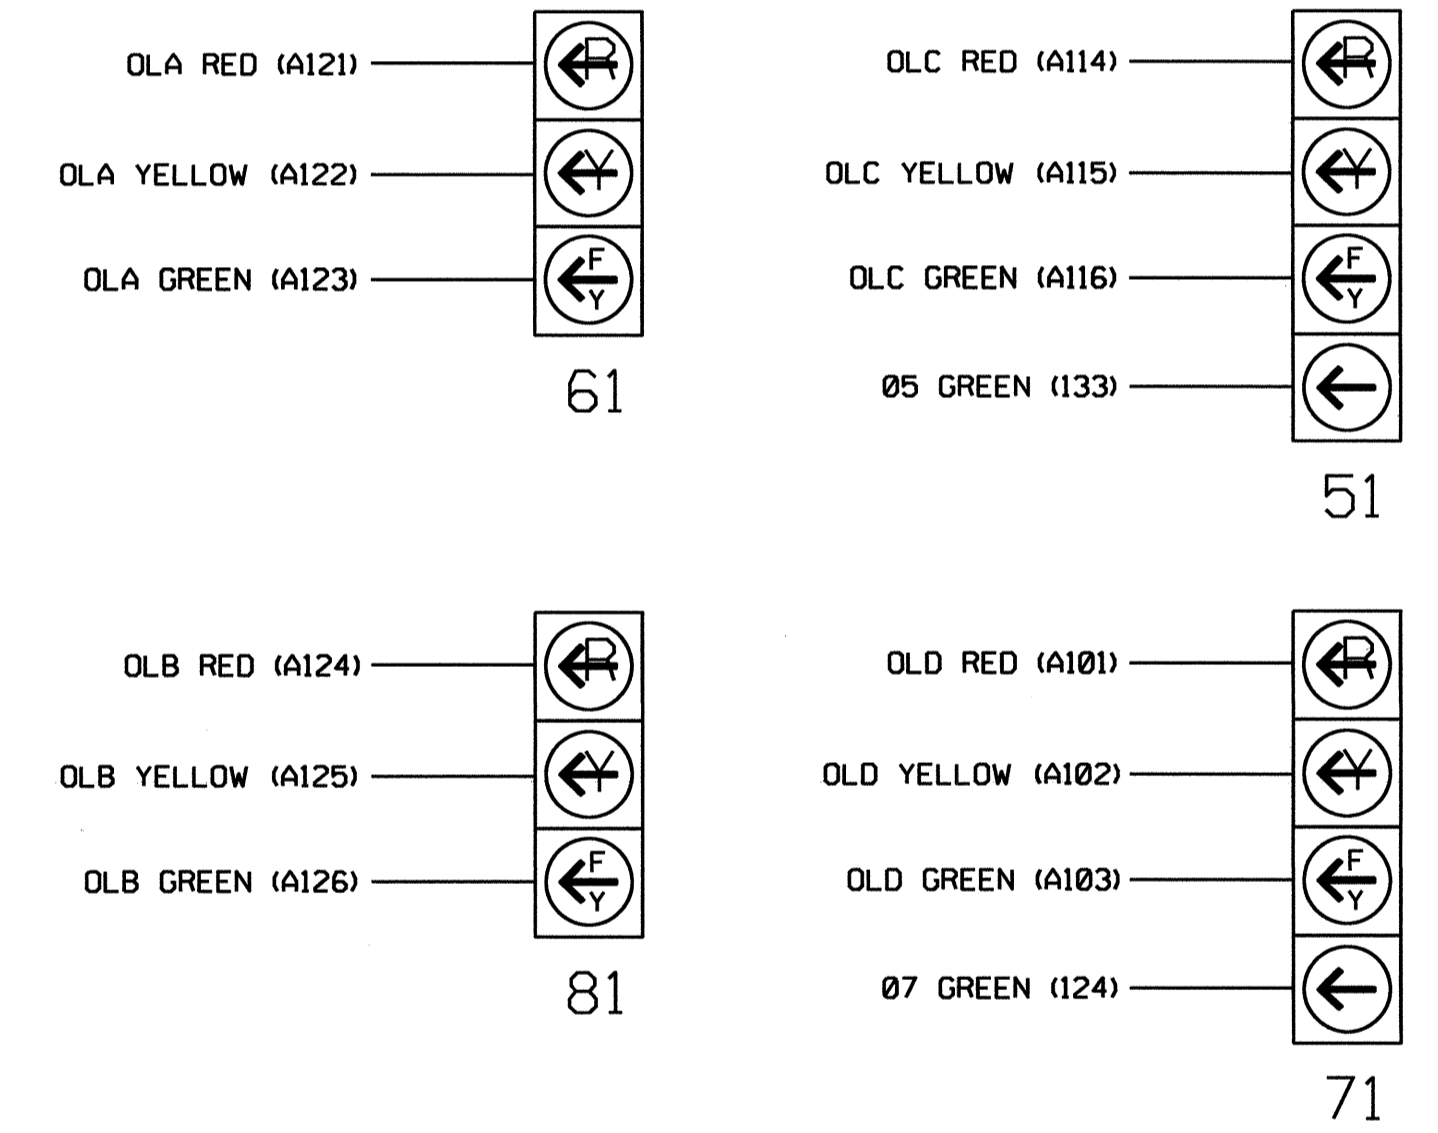 OLA RED (A121)
R
OLA YELLOW (A122)
Y
OLA GREEN (A123)
F
Y
61
OLC RED (A114)
R
OLC YELLOW (A115)
Y
OLC GREEN (A116)
F
Y
05 GREEN (133)
51
OLB RED (A124)
R
OLB YELLOW (A125)
Y
OLB GREEN (A126)
F
Y
81
OLD RED (A101)
R
OLD YELLOW (A102)
Y
OLD GREEN (A103)
F
Y
07 GREEN (124)
71